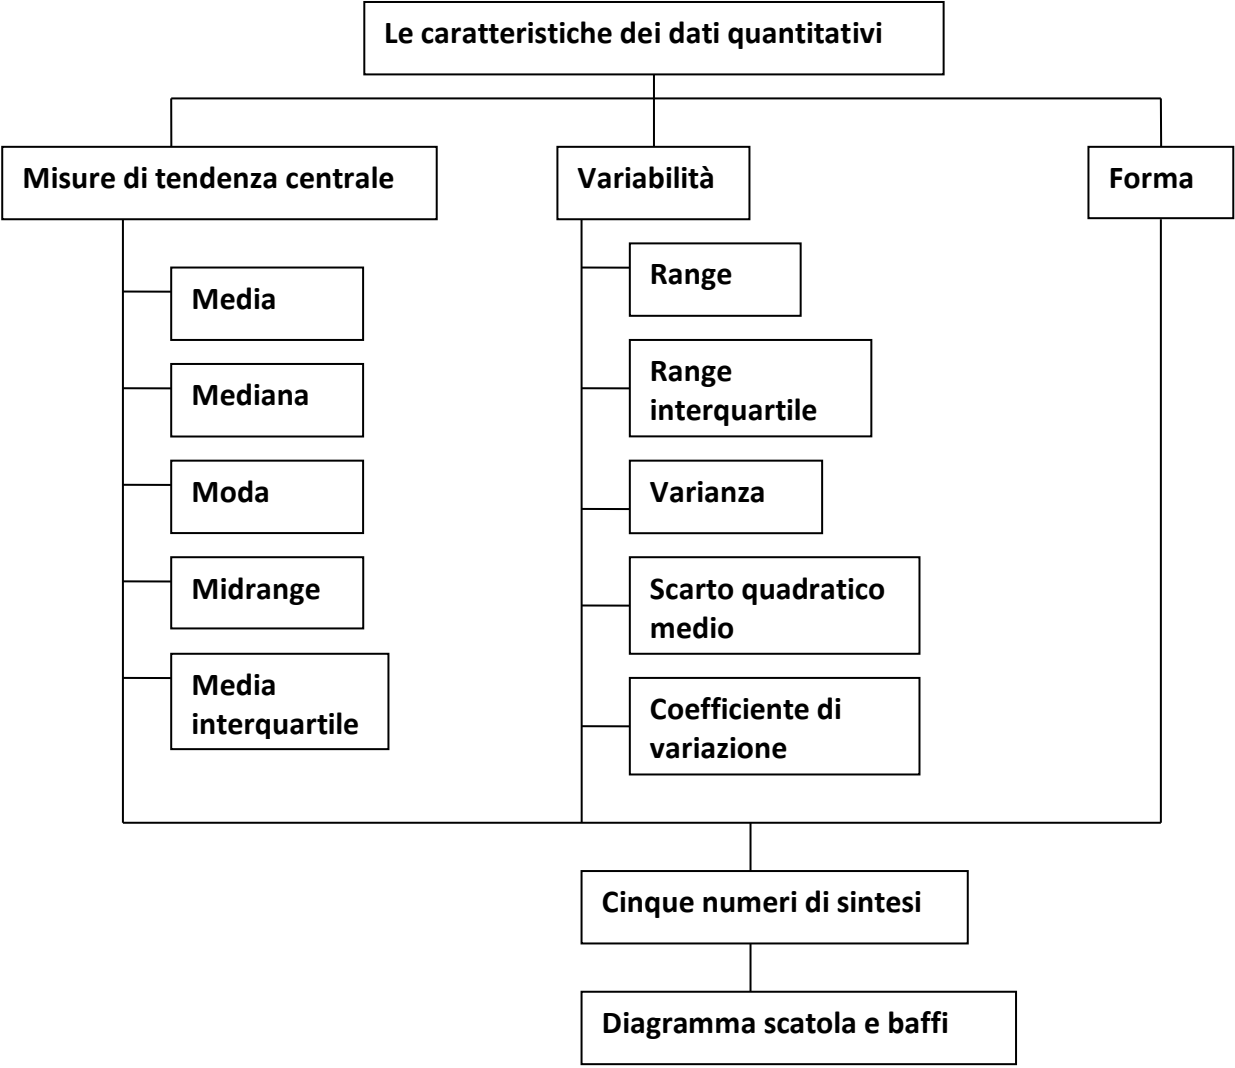 Le caratteristiche dei dati quantitativi
Misure di tendenza centrale
Variabilità
Forma
Media
Mediana
Moda
Midrange
Media
interquartile
Range
Range
interquartile
Varianza
Scarto quadratico
medio
Coefficiente di
variazione
Cinque numeri di sintesi
Diagramma scatola e baffi